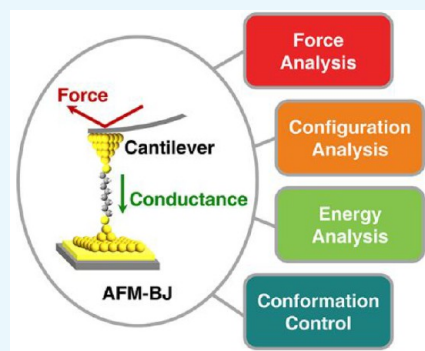 Force
Cantilever
Conductance
AFM-BJ
Force
Analysis
Configuration
Analysis
Energy
Analysis
Conformation
Control